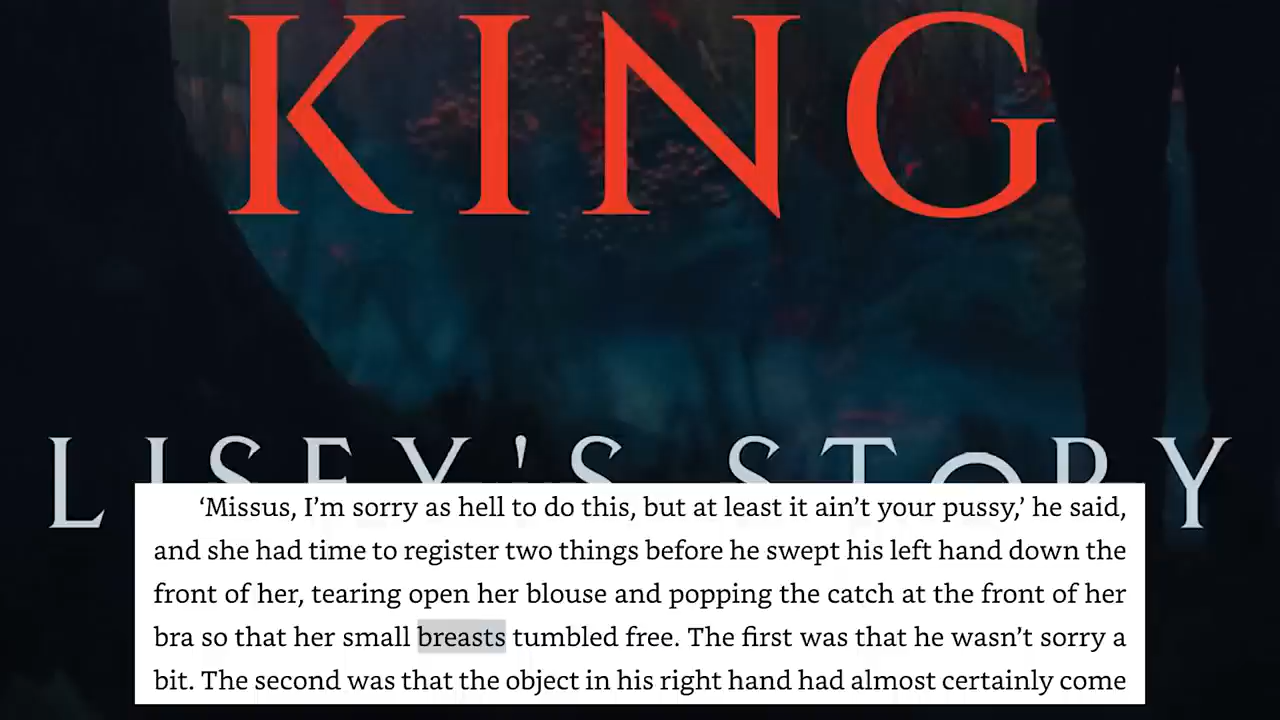 KING
LISEY'S STORY
‘Missus, I’m sorry as hell to do this, but at least it ain’t your pussy,’ he said,
and she had time to register two things before he swept his left hand down the
front of her, tearing open her blouse and popping the catch at the front of her
bra so that her small breasts tumbled free. The first was that he wasn’t sorry a
bit. The second was that the object in his right hand had almost certainly come